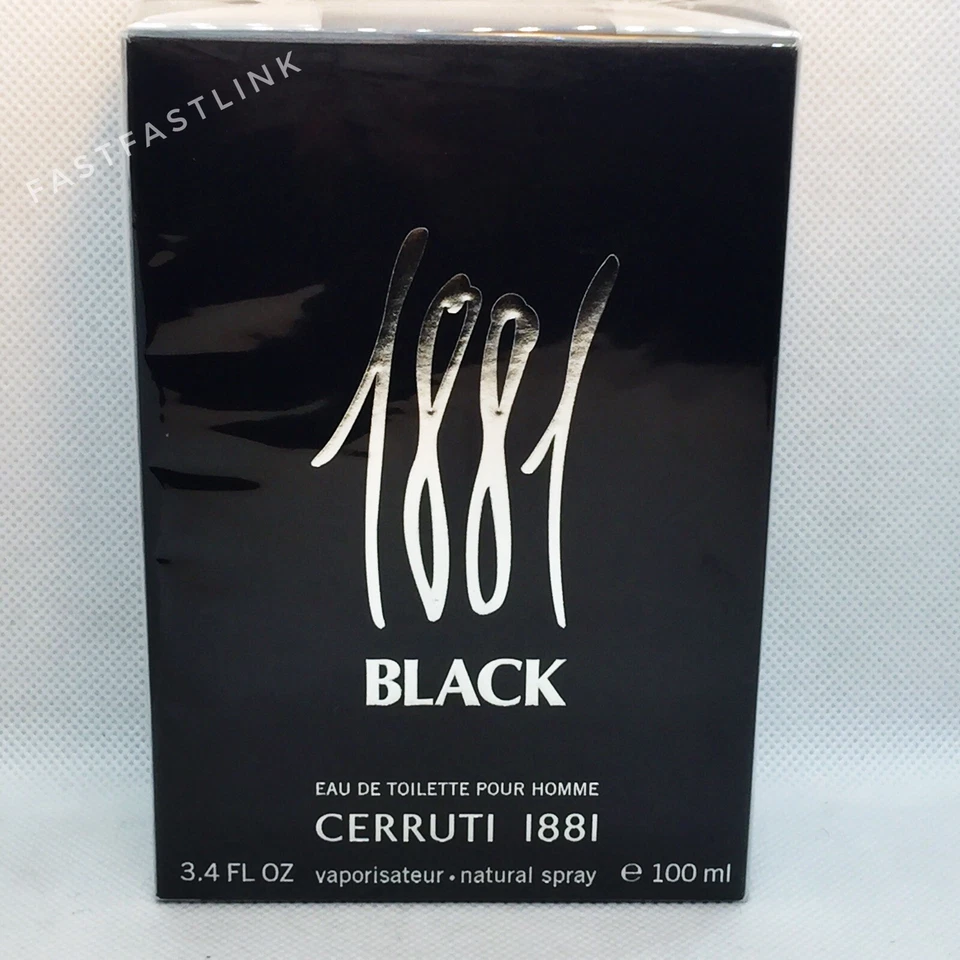 FASTFASTLINK
1881
BLACK
EAU DE TOILETTE POUR HOMME
CERRUTI 1881
3.4 FL OZ vaporisateur • natural spray ℮ 100 ml